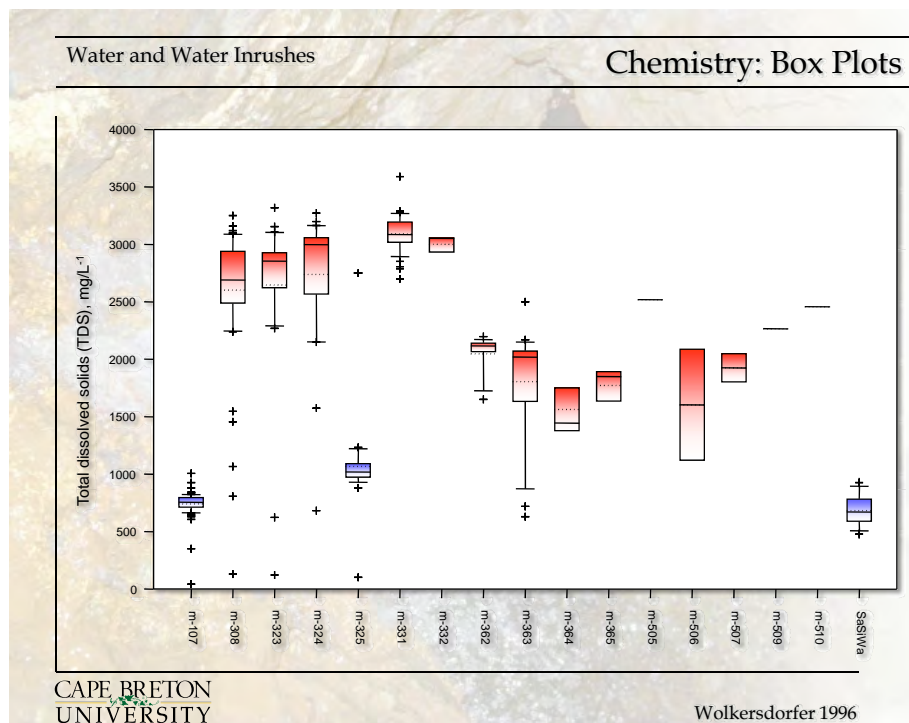 Water and Water Inrushes
Chemistry: Box Plots
Total dissolved solids (TDS), mg/L-1
4000
3500
3000
2500
2000
1500
1000
500
0
m-107
m-308
m-323
m-324
m-325
m-331
m-332
m-362
m-363
m-364
m-365
m-505
m-506
m-507
m-509
m-510
SaSlWa
CAPE BRETON
UNIVERSITY
Wolkersdorfer 1996